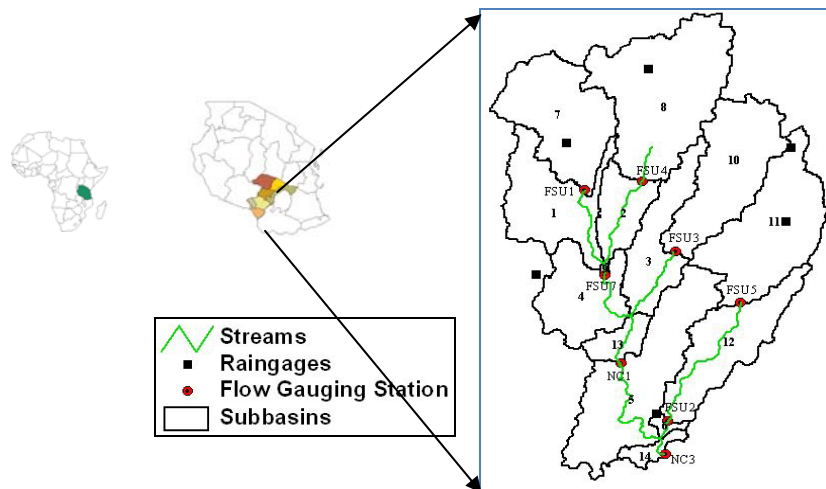 7
8
10
FSU4
FSU1
1
2
11
FSU3
3
FSU7
4
FSU5
12
13
NC1
5
FSU2
14
NC3
Streams
Raingages
Flow Gauging Station
Subbasins